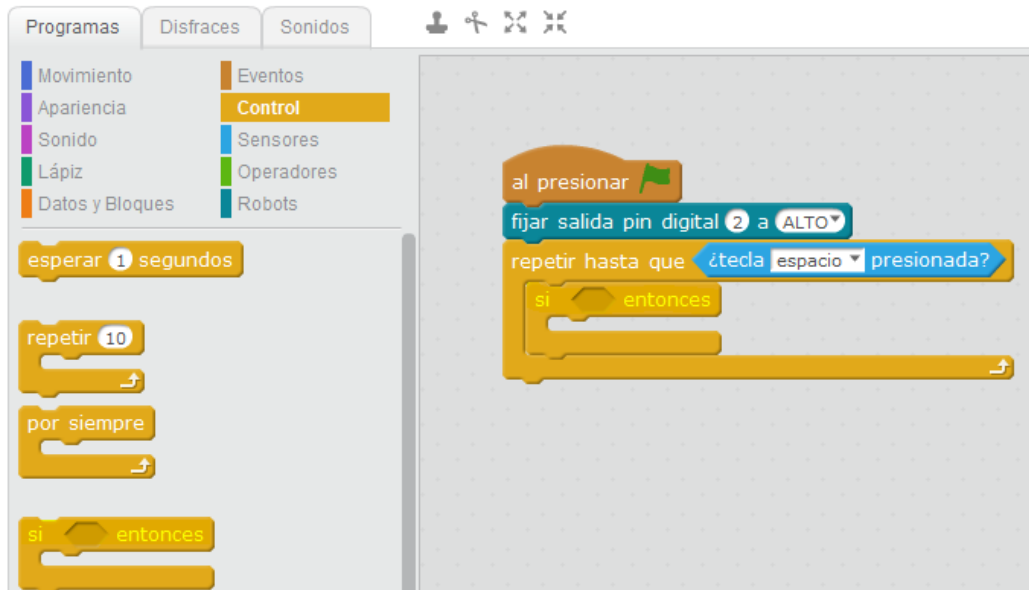 Programas Disfraces Sonidos
Movimiento Eventos
Apariencia Control
Sonido Sensores
Lápiz Operadores
Datos y Bloques Robots
esperar 1 segundos
repetir 10
por siempre
si entonces
al presionar
fijar salida pin digital 2 a ALTO
repetir hasta que ¿tecla espacio presionada?
si entonces